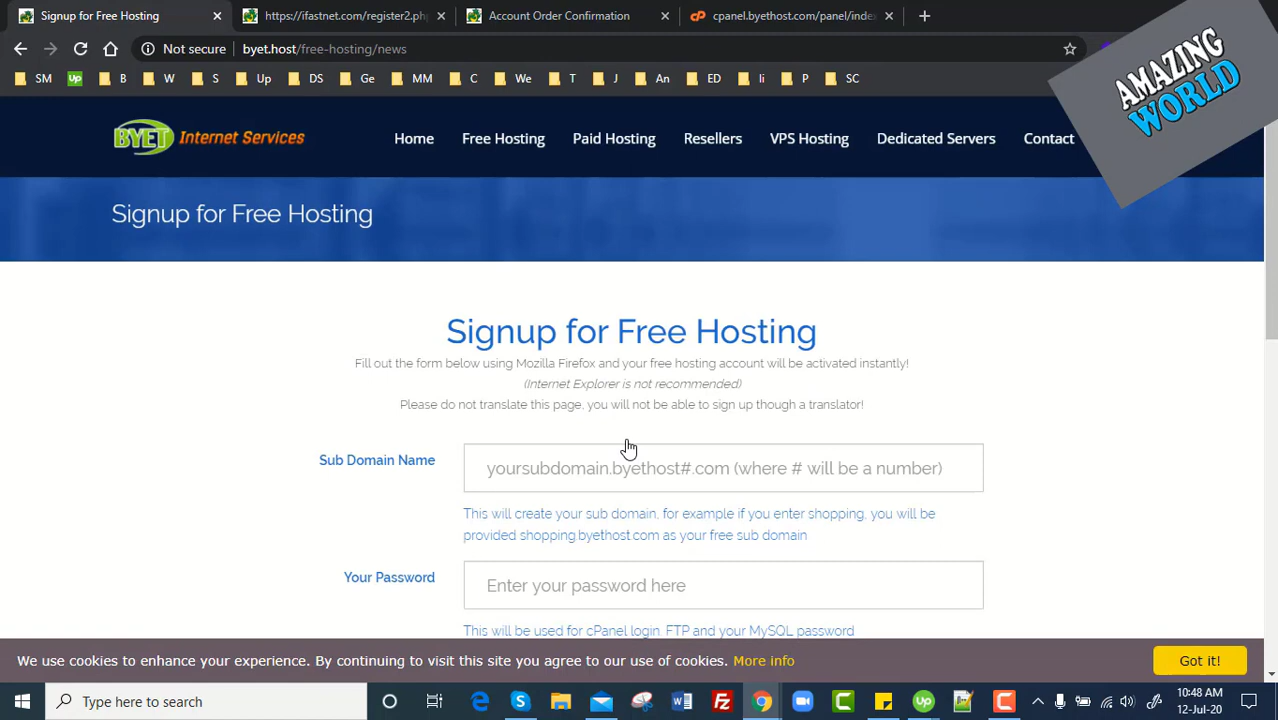 Signup for Free Hosting
https://ifastnet.com/register2.ph
Account Order Confirmation
cP cpanel.byethost.com/panel/index
Not secure byet.host/free-hosting/news
SM Up B W S Up DS Ge MM C We T J An ED li P SC
AMAZING
WORLD
BYET Internet Services
Home Free Hosting Paid Hosting Resellers VPS Hosting Dedicated Servers Contact
Signup for Free Hosting
Signup for Free Hosting
Fill out the form below using Mozilla Firefox and your free hosting account will be activated instantly!
(Internet Explorer is not recommended)
Please do not translate this page, you will not be able to sign up though a translator!
Sub Domain Name
yoursubdomain.byethost#.com (where # will be a number)
This will create your sub domain, for example if you enter shopping, you will be
provided shopping.byethost.com as your free sub domain
Your Password
Enter your password here
This will be used for cPanel login, FTP and your MySQL password
We use cookies to enhance your experience. By continuing to visit this site you agree to our use of cookies. More info
Got it!
Type here to search
10:48 AM
12-Jul-20